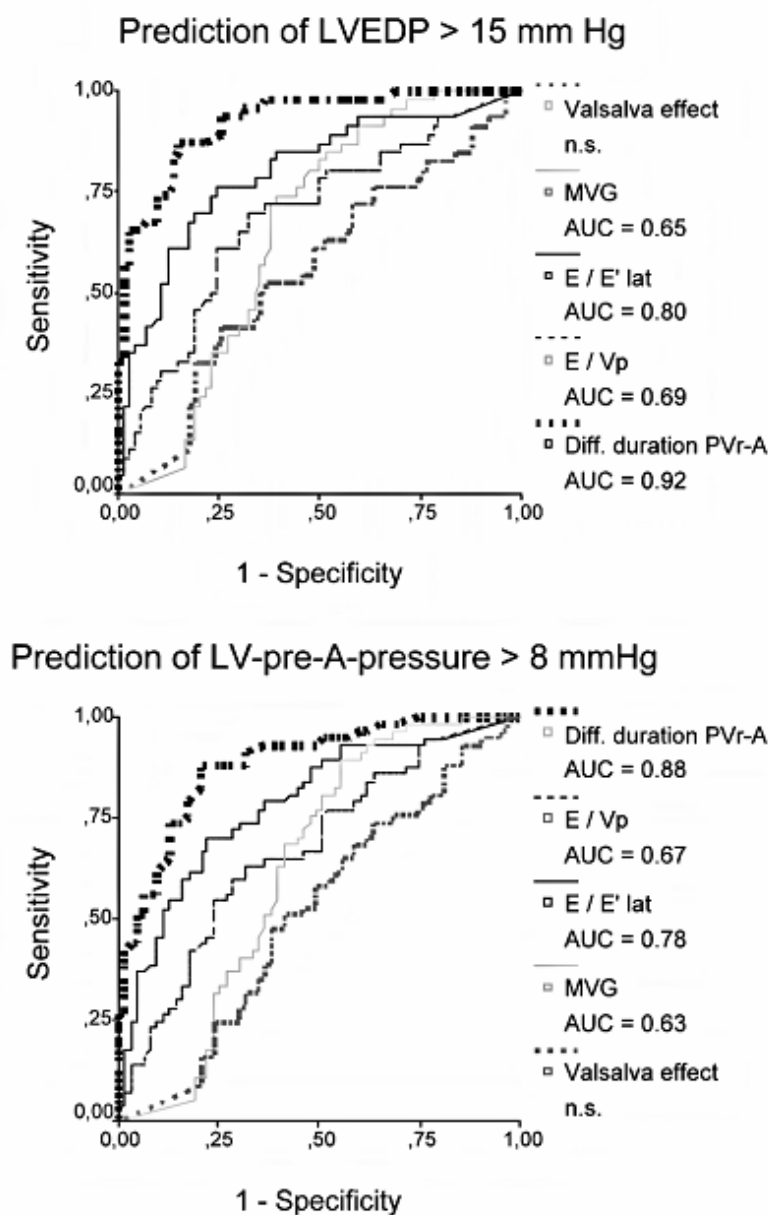 Prediction of LVEDP > 15 mm Hg
1,00
,75
,50
,25
0,00
0,00
,25
,50
,75
1,00
Sensitivity
1 - Specificity
Valsalva effect
n.s.
MVG
AUC = 0.65
E / E' lat
AUC = 0.80
E / Vp
AUC = 0.69
Diff. duration PVr-A
AUC = 0.92
Prediction of LV-pre-A-pressure > 8 mmHg
1,00
,75
,50
,25
0,00
0,00
,25
,50
,75
1,00
Sensitivity
1 - Specificity
Diff. duration PVr-A
AUC = 0.88
E / Vp
AUC = 0.67
E / E' lat
AUC = 0.78
MVG
AUC = 0.63
Valsalva effect
n.s.